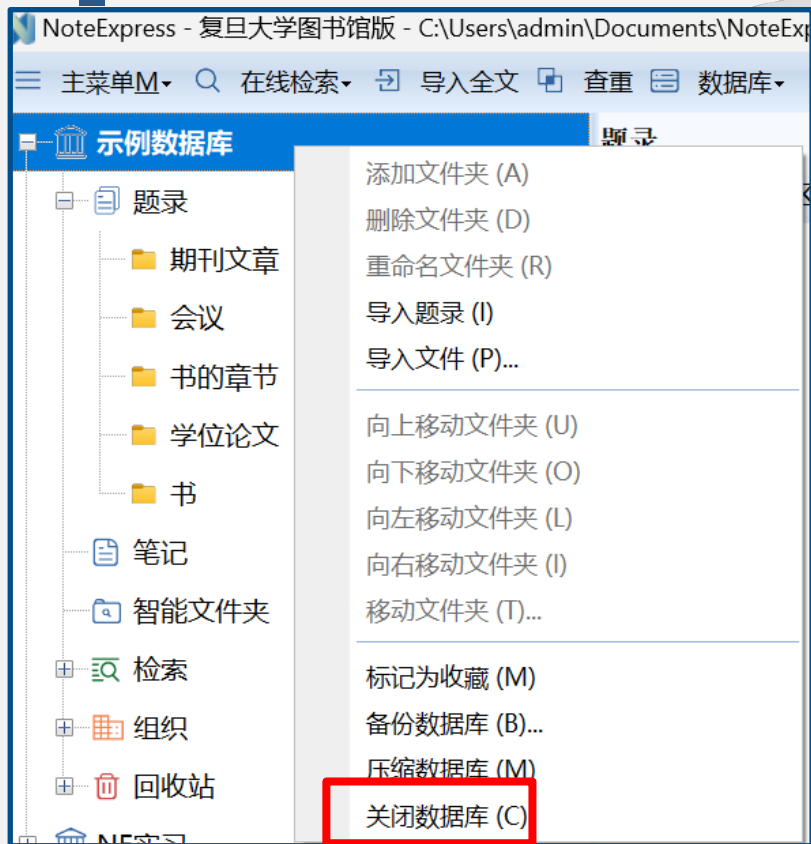 NoteExpress - 复旦大学图书馆版 - C:\Users\admin\Documents\NoteExp
主菜单M 在线检索 导入全文 查重 数据库
示例数据库
题录
题录
期刊文章
会议
书的章节
学位论文
书
笔记
智能文件夹
检索
组织
回收站
NE实习
添加文件夹 (A)
删除文件夹 (D)
重命名文件夹 (R)
导入题录 (I)
导入文件 (P)...
向上移动文件夹 (U)
向下移动文件夹 (O)
向左移动文件夹 (L)
向右移动文件夹 (I)
移动文件夹 (T)...
标记为收藏 (M)
备份数据库 (B)...
压缩数据库 (M)
关闭数据库 (C)